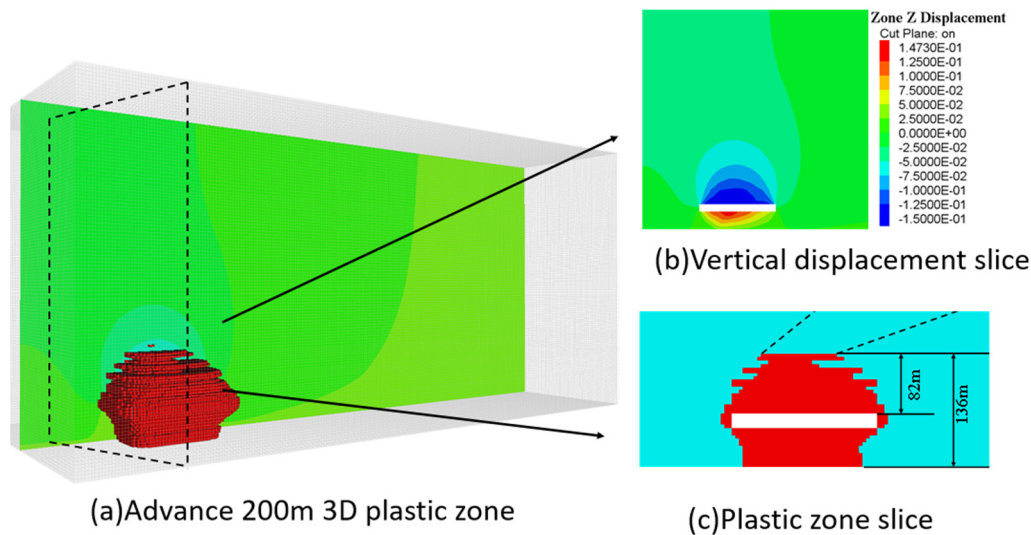 Zone Z Displacement
Cut Plane: on
1.4730E-01
1.2500E-01
1.0000E-01
7.5000E-02
5.0000E-02
2.5000E-02
0.0000E+00
-2.5000E-02
-5.0000E-02
-7.5000E-02
-1.0000E-01
-1.2500E-01
-1.5000E-01
(b)Vertical displacement slice
82m
136m
(a)Advance 200m 3D plastic zone
(c)Plastic zone slice